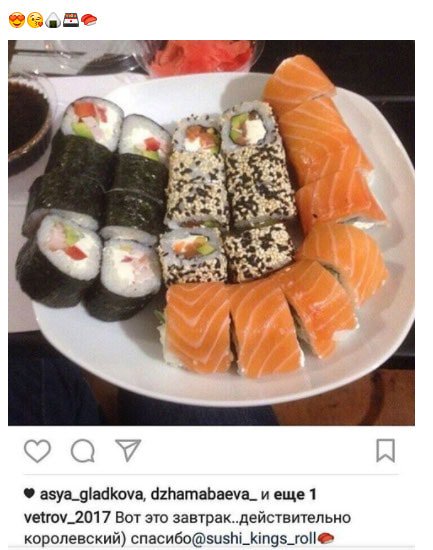 😍😘🍙🍱🍣
asya_gladkova, dzhamabaeva_ и еще 1
vetrov_2017 Вот это завтрак..действительно
королевский) спасибо@sushi_kings_roll🍣